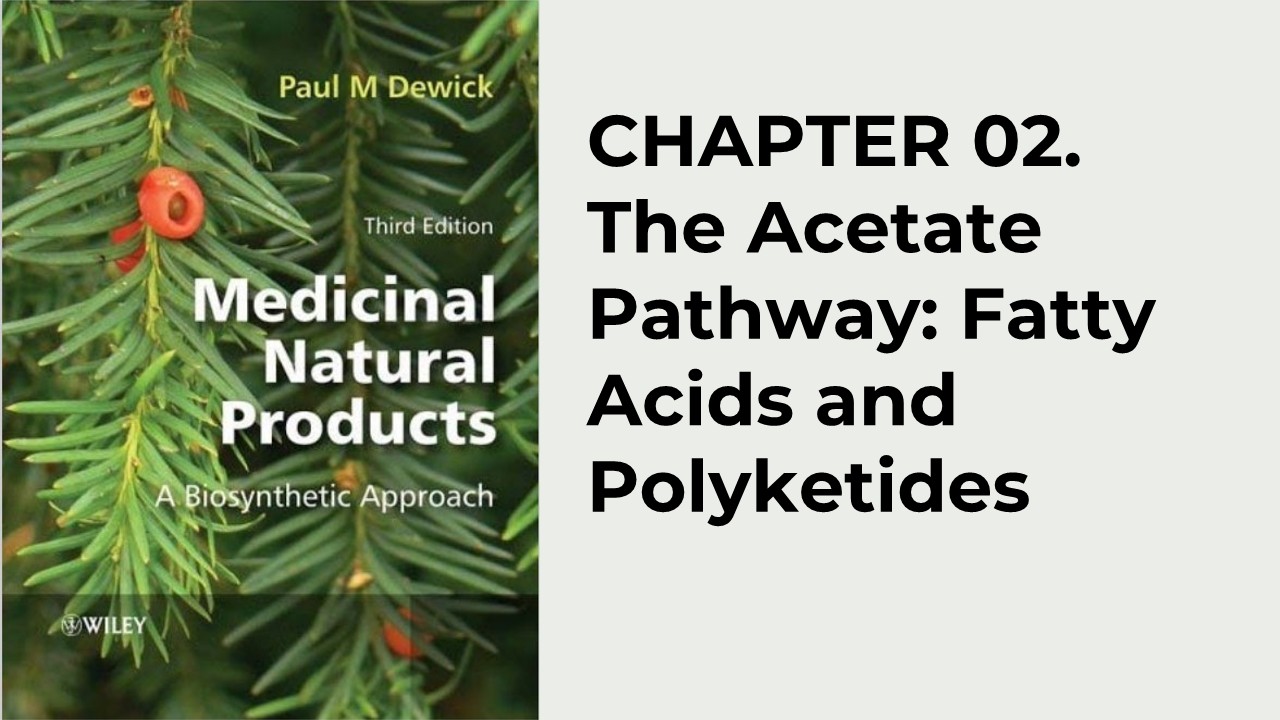 Paul M Dewick
Third Edition
Medicinal
Natural
Products
A Biosynthetic Approach
WILEY
CHAPTER 02.
The Acetate
Pathway: Fatty
Acids and
Polyketides